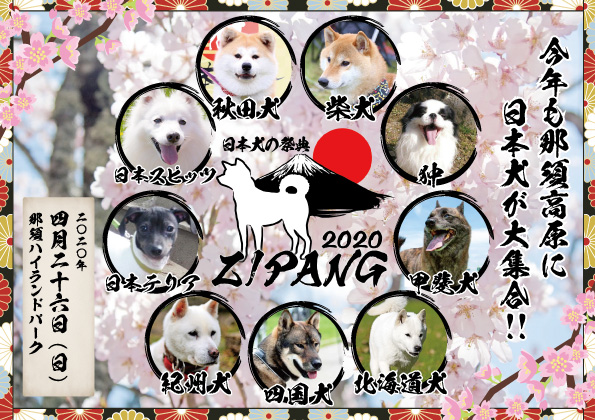 今年も那須高原に
日本犬が大集合!!
秋田犬
柴犬
日本スピッツ
狆
日本テリア
甲斐犬
紀州犬
四国犬
北海道犬
日本犬の祭典
ZIPANG
2020
二〇二〇年
四月二十六日(日)
那須ハイランドパーク